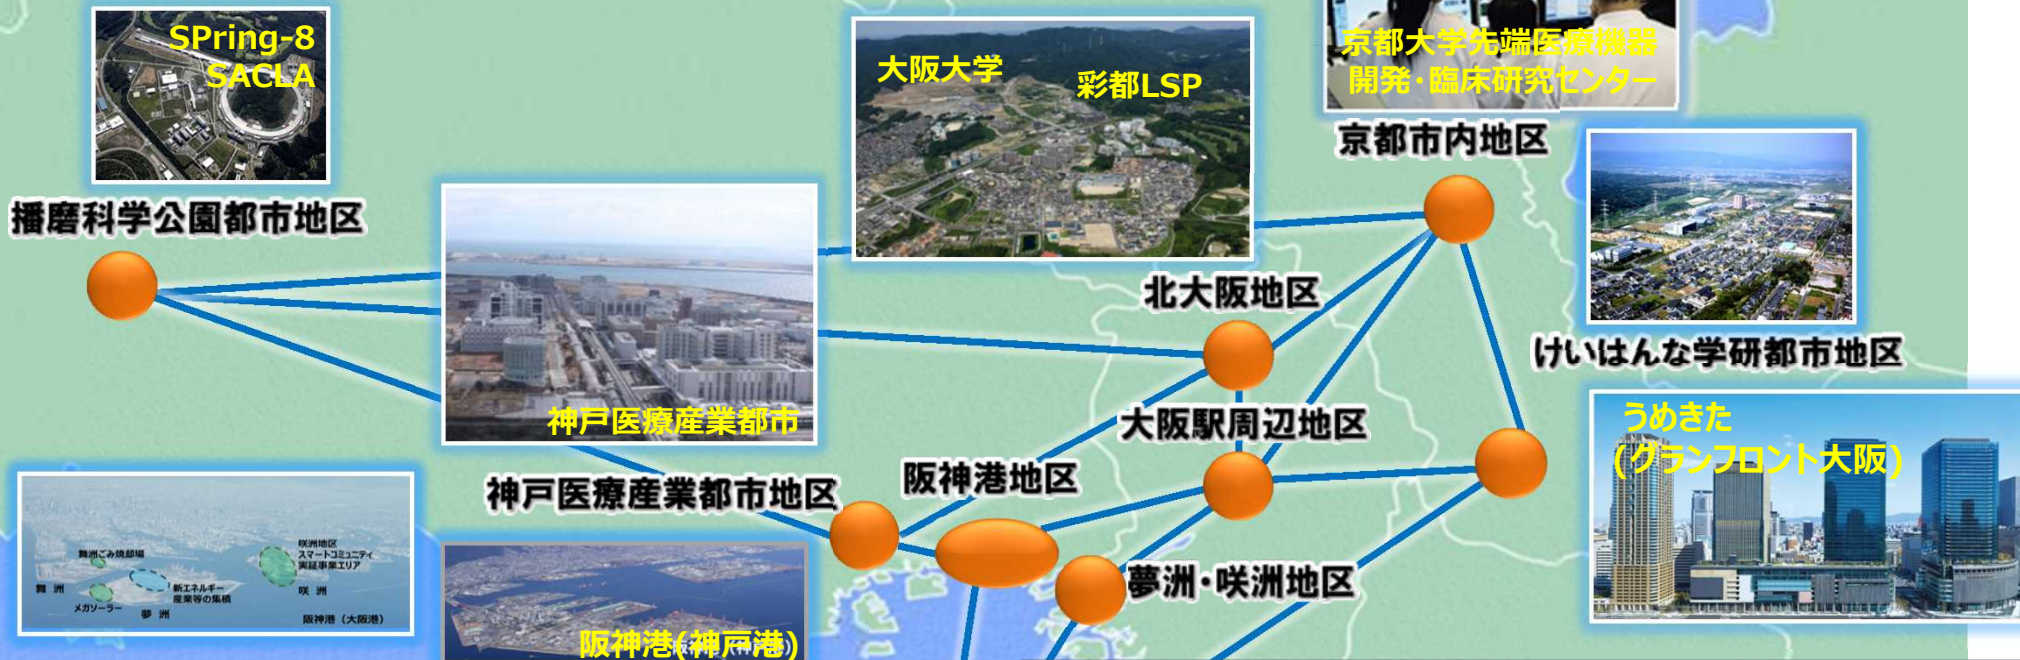 SPring-8
SACLA
播磨科学公園都市地区
大阪大学
彩都LSP
京都大学先端医療機器
開発・臨床研究センター
京都市内地区
けいはんな学研都市地区
北大阪地区
神戸医療産業都市
大阪駅周辺地区
うめきた
(グランフロント大阪)
神戸医療産業都市地区
阪神港地区
夢洲・咲洲地区
舞洲ごみ焼却場
咲洲地区
スマートコミュニティ
実証事業エリア
舞 洲
新エネルギー
産業等の集積
咲 洲
メガソーラー
夢 洲
阪神港（大阪港）
阪神港(神戸港)